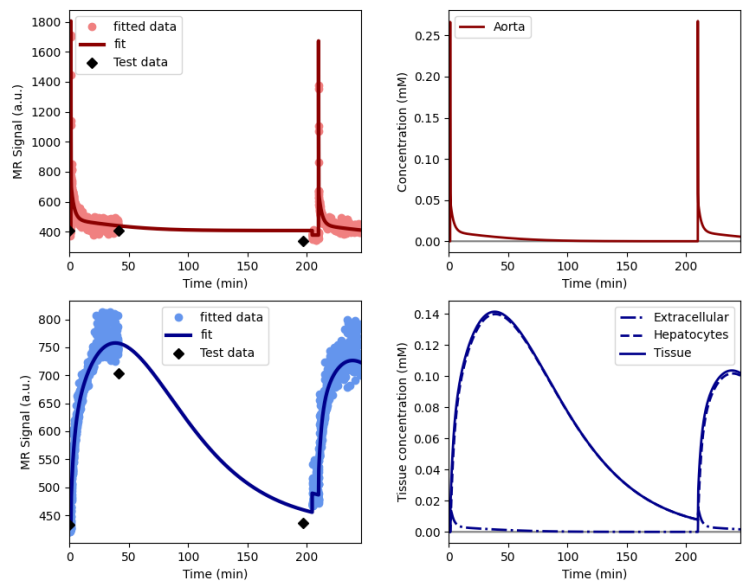 1800
1600
1400
1200
1000
800
600
400
MR Signal (a.u.)
fitted data
fit
Test data
0
50
100
150
200
Time (min)
0.25
0.20
0.15
0.10
0.05
0.00
Concentration (mM)
Aorta
0
50
100
150
200
Time (min)
800
750
700
650
600
550
500
450
MR Signal (a.u.)
fitted data
fit
Test data
0
50
100
150
200
Time (min)
0.14
0.12
0.10
0.08
0.06
0.04
0.02
0.00
Tissue concentration (mM)
Extracellular
Hepatocytes
Tissue
0
50
100
150
200
Time (min)